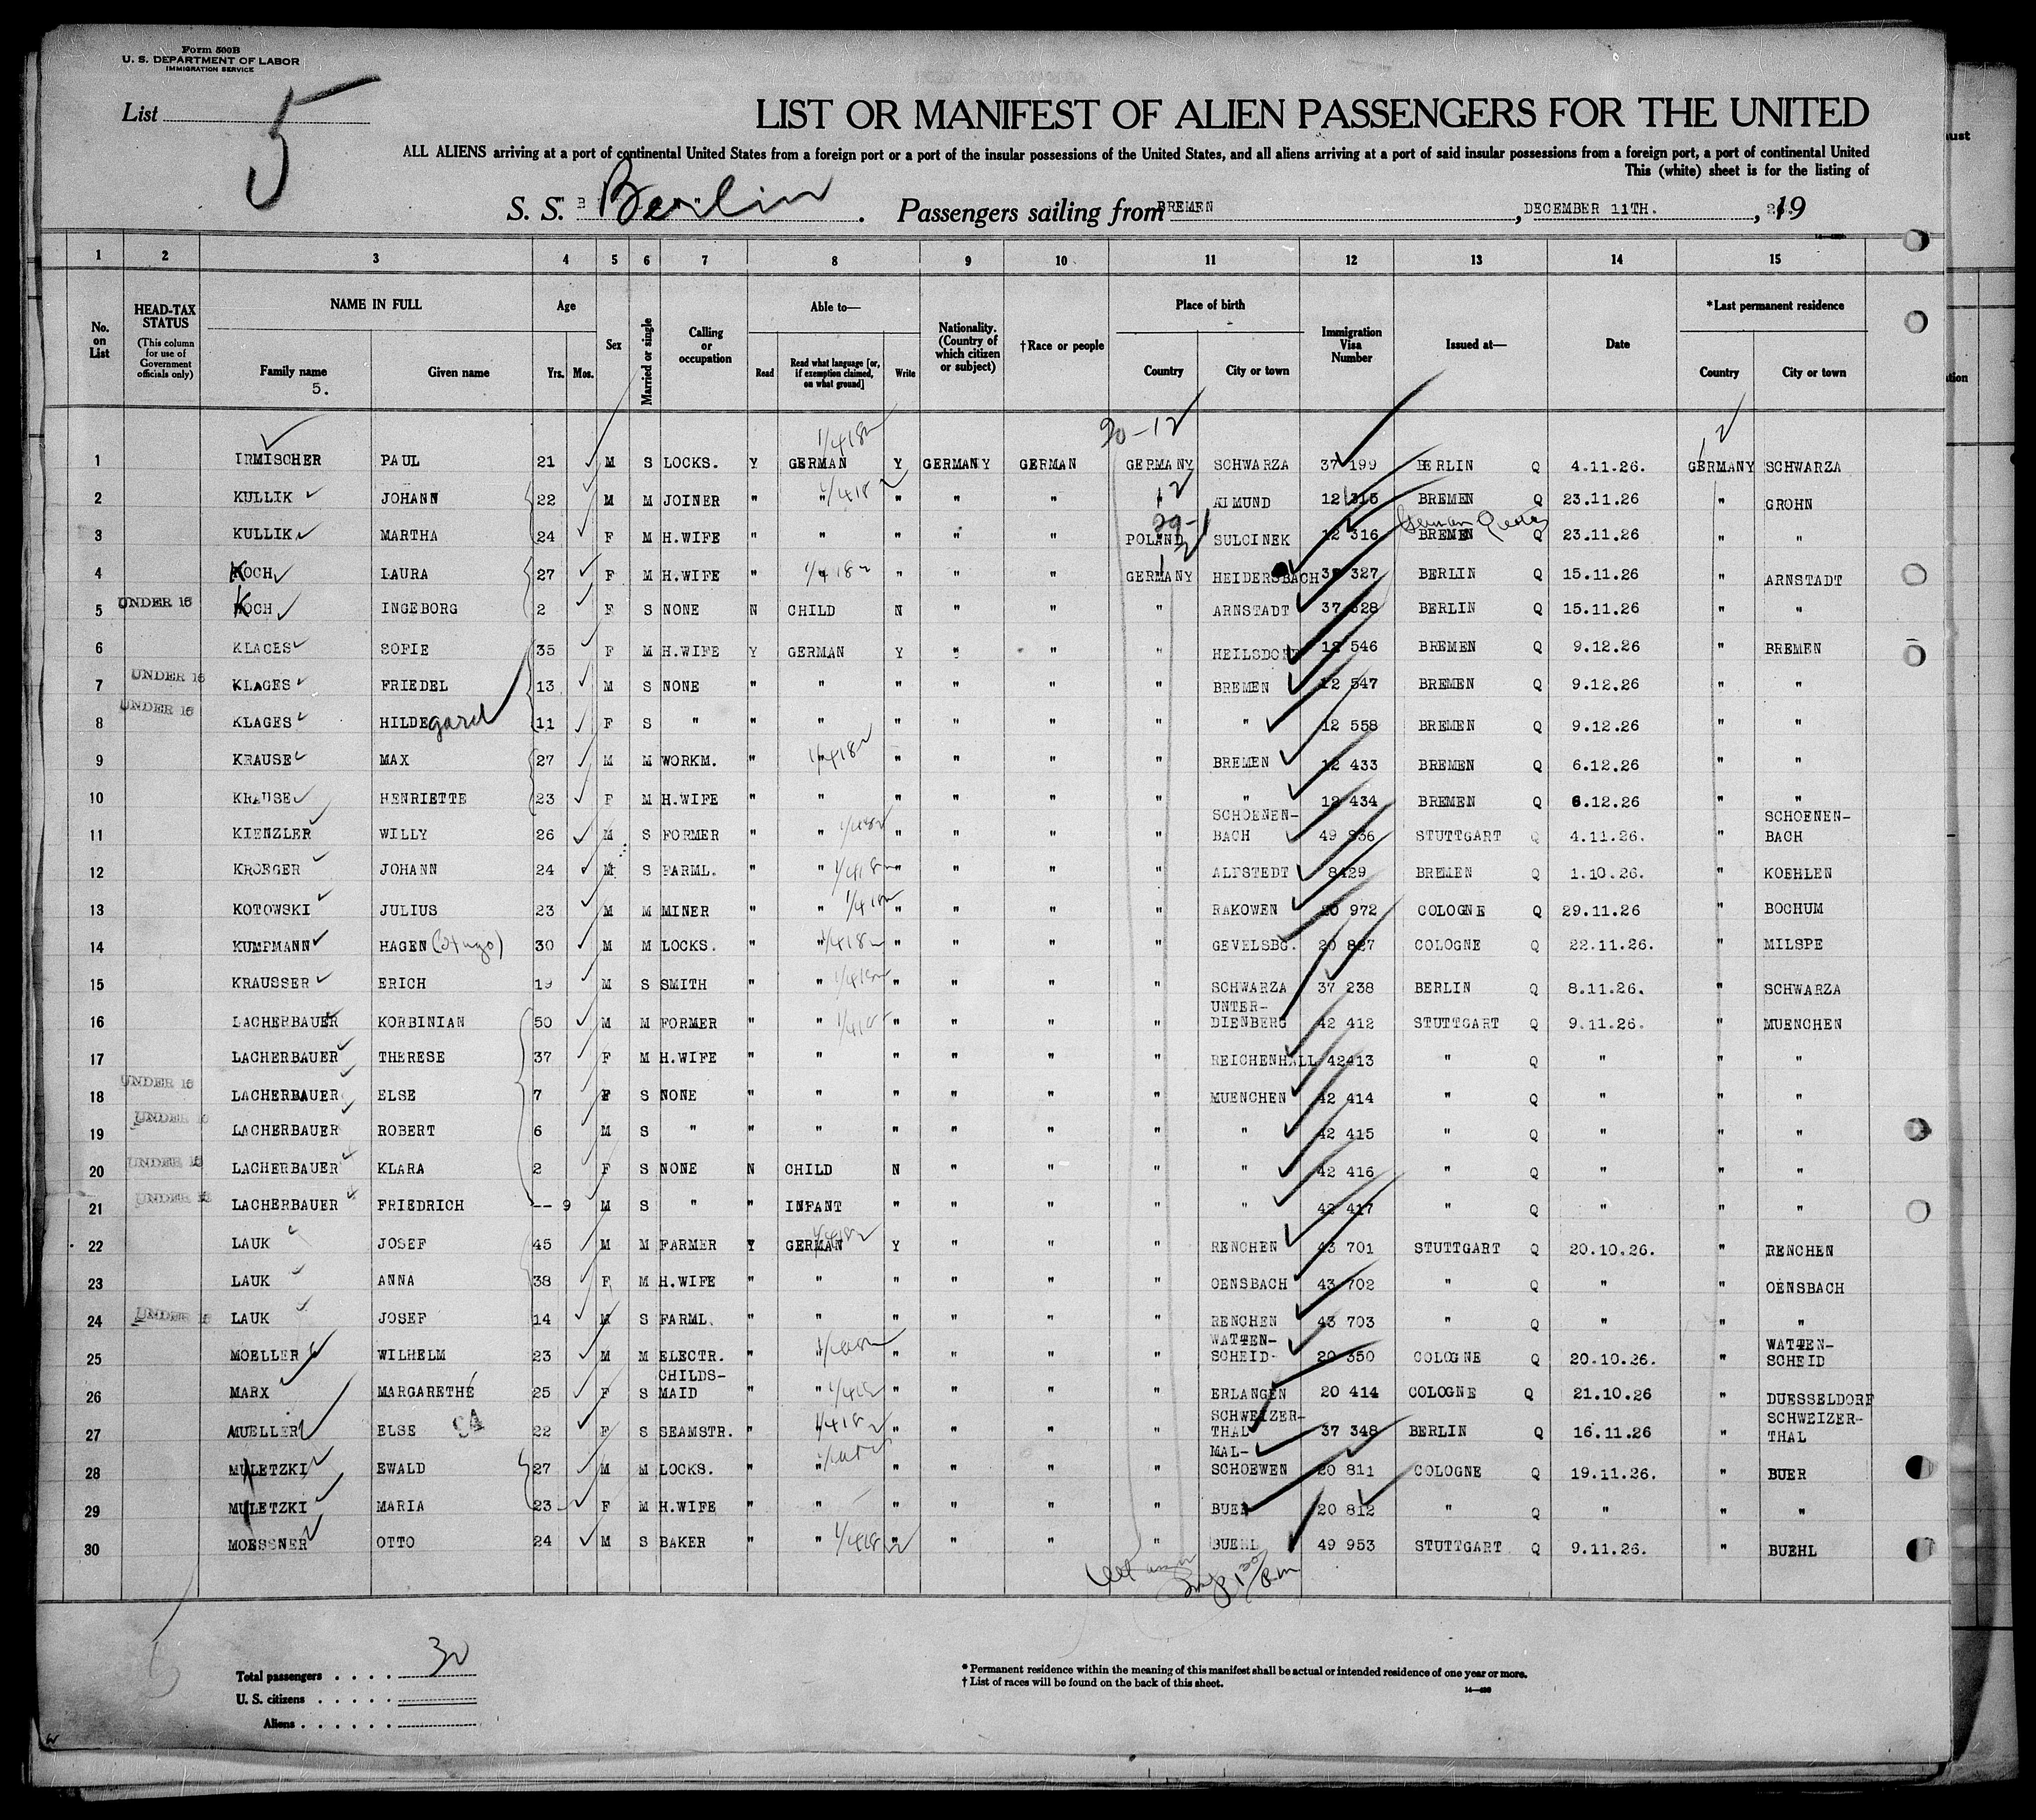 Form 500B
U. S. DEPARTMENT OF LABOR
IMMIGRATION SERVICE
List 5
LIST OR MANIFEST OF ALIEN PASSENGERS FOR THE UNITED
ALL ALIENS arriving at a port of continental United States from a foreign port or a port of the insular possessions of the United States, and all aliens arriving at a port of said insular possessions from a foreign port, a port of continental United
This (white) sheet is for the listing of
S. S. Berlin. Passengers sailing from BREMEN, DECEMBER 11TH., 19
1 2 3 4 5 6 7 8 9 10 11 12 13 14 15
No. on List
HEAD-TAX STATUS (This column for use of Government officials only)
NAME IN FULL Family name Given name
5.
Age Yrs. Mos.
Sex
Married or single
Calling or occupation
Able to— Read Read what language [or, if exemption claimed, on what ground] Write
Nationality. (Country of which citizen or subject)
†Race or people
Place of birth Country City or town
Immigration Visa Number
Issued at—
Date
*Last permanent residence Country City or town
20-12
1 IRMISCHER PAUL 21 M S LOCKS. Y GERMAN Y GERMANY GERMAN GERMANY SCHWARZA 37 199 BERLIN Q 4.11.26. GERMANY SCHWARZA
2 KULLIK JOHANN 22 M M JOINER " " " " " " ALMUND 12 315 BREMEN Q 23.11.26 " GROHN
German Quota
3 KULLIK MARTHA 24 F M H.WIFE " " " " " POLAND SULCINEK 12 316 BREMEN Q 23.11.26 " "
4 KOCH LAURA 27 F M H.WIFE " " " " " GERMANY HEIDERSBACH 37 327 BERLIN Q 15.11.26 " ARNSTADT
5 UNDER 16 KOCH INGEBORG 2 F S NONE N CHILD N " " " ARNSTADT 37 328 BERLIN Q 15.11.26 " "
6 KLAGES SOFIE 35 F M H.WIFE Y GERMAN Y " " " HEILSDORF 12 546 BREMEN Q 9.12.26 " BREMEN
7 UNDER 16 KLAGES FRIEDEL 13 M S NONE " " " " " " BREMEN 12 547 BREMEN Q 9.12.26 " "
8 UNDER 16 KLAGES HILDEgard 11 F S " " " " " " " " 12 558 BREMEN Q 9.12.26 " "
9 KRAUSE MAX 27 M M WORKM. " " " " " " BREMEN 12 433 BREMEN Q 6.12.26 " "
10 KRAUSE HENRIETTE 23 F M H.WIFE " " " " " " " 12 434 BREMEN Q 6.12.26 " "
11 KIENZLER WILLY 26 M S FORMER " " " " " " SCHOENEN-BACH 49 936 STUTTGART Q 4.11.26. " SCHOENEN-BACH
12 KROEGER JOHANN 24 M S FARML. " " " " " " ALFSTEDT 8429 BREMEN Q 1.10.26. " KOEHLEN
13 KOTOWSKI JULIUS 23 M M MINER " " " " " " RAKOWEN 20 972 COLOGNE Q 29.11.26 " BOCHUM
14 KUMPMANN HAGEN (Hugo) 30 M M LOCKS. " " " " " " GEVELSBG. 20 827 COLOGNE Q 22.11.26. " MILSPE
15 KRAUSSER ERICH 19 M S SMITH " " " " " " SCHWARZA 37 238 BERLIN Q 8.11.26. " SCHWARZA
16 LACHERBAUER KORBINIAN 50 M M FORMER " " " " " " UNTER-DIENBERG 42 412 STUTTGART Q 9.11.26. " MUENCHEN
17 LACHERBAUER THERESE 37 F M H.WIFE " " " " " " REICHENHALL 42413 " Q " " "
18 UNDER 16 LACHERBAUER ELSE 7 F S NONE " " " " " " MUENCHEN 42 414 " Q " " "
19 UNDER 16 LACHERBAUER ROBERT 6 M S " " " " " " " " 42 415 " Q " " "
20 UNDER 16 LACHERBAUER KLARA 2 F S NONE N CHILD N " " " " 42 416 " Q " " "
21 UNDER 16 LACHERBAUER FRIEDRICH -- 9 M S " " INFANT " " " " " 42 417 " Q " " "
22 LAUK JOSEF 45 M M FARMER Y GERMAN Y " " " RENCHEN 43 701 STUTTGART Q 20.10.26. " RENCHEN
23 LAUK ANNA 38 F M H.WIFE " " " " " " OENSBACH 43 702 " Q " " OENSBACH
24 UNDER 16 LAUK JOSEF 14 M S FARML. " " " " " " RENCHEN 43 703 " Q " " "
25 MOELLER WILHELM 23 M M ELECTR. " " " " " " WATTEN-SCHEID 20 350 COLOGNE Q 20.10.26. " WATTEN-SCHEID
26 MARX MARGARETHE 25 F S CHILDS-MAID " " " " " " ERLANGEN 20 414 COLOGNE Q 21.10.26 " DUESSELDORF
27 MUELLER ELSE 22 F S SEAMSTR. " " " " " " SCHWEIZER-THAL 37 348 BERLIN Q 16.11.26 " SCHWEIZER-THAL
28 MULETZKI EWALD 27 M M LOCKS. " " " " " " MAL-SCHOEWEN 20 811 COLOGNE Q 19.11.26. " BUER
29 MULETZKI MARIA 23 F M H.WIFE " " " " " " BUER 20 812 " Q " " "
30 MOESSNER OTTO 24 M S BAKER " " " " " " BUEHL 49 953 STUTTGART Q 9.11.26. " BUEHL
Total passengers . . . . 30
U. S. citizens . . . . .
Aliens . . . . . .
* Permanent residence within the meaning of this manifest shall be actual or intended residence of one year or more.
† List of races will be found on the back of this sheet.